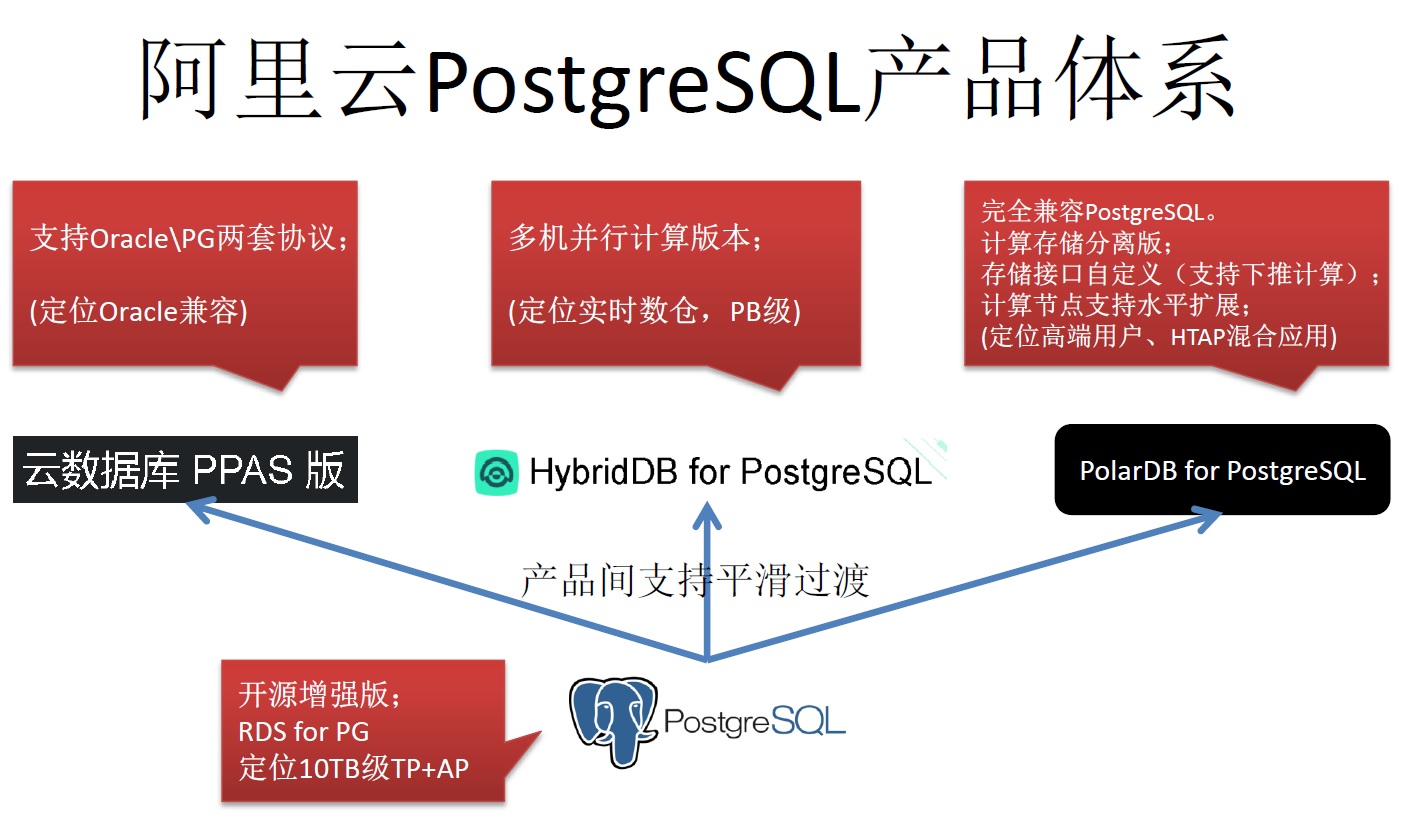 阿里云PostgreSQL产品体系
支持Oracle\PG两套协议；
(定位Oracle兼容)
多机并行计算版本；
(定位实时数仓，PB级)
完全兼容PostgreSQL。
计算存储分离版；
存储接口自定义（支持下推计算）；
计算节点支持水平扩展；
(定位高端用户、HTAP混合应用)
云数据库 PPAS 版
HybridDB for PostgreSQL
PolarDB for PostgreSQL
产品间支持平滑过渡
开源增强版；
RDS for PG
定位10TB级TP+AP
PostgreSQL